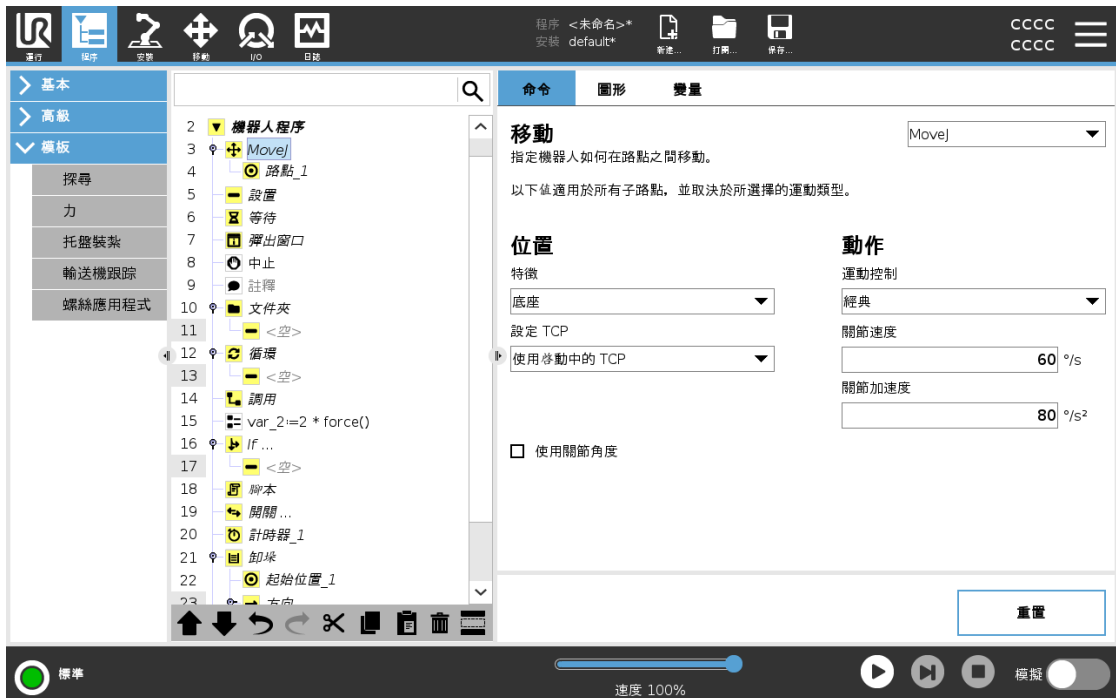 運行
程序
安裝
移動
I/O
日誌
程序 <未命名>*
安裝 default*
新建...
打開...
保存...
CCCC
CCCC
基本
高級
模板
探尋
力
托盤裝紮
輸送機跟踪
螺絲應用程式
2 機器人程序
3 MoveJ
4 路點_1
5 設置
6 等待
7 彈出窗口
8 中止
9 註釋
10 文件夾
11 <空>
12 循環
13 <空>
14 調用
15 var_2:=2 * force()
16 If ...
17 <空>
18 腳本
19 開關 ...
20 計時器_1
21 卸垛
22 起始位置_1
23 方向
命令
圖形
變量
移動
MoveJ
指定機器人如何在路點之間移動。
以下值適用於所有子路點，並取決於所選擇的運動類型。
位置
動作
特徵
運動控制
底座
經典
設定 TCP
關節速度
使用啓動中的 TCP
60 °/s
關節加速度
80 °/s²
使用關節角度
重置
標準
速度 100%
模擬